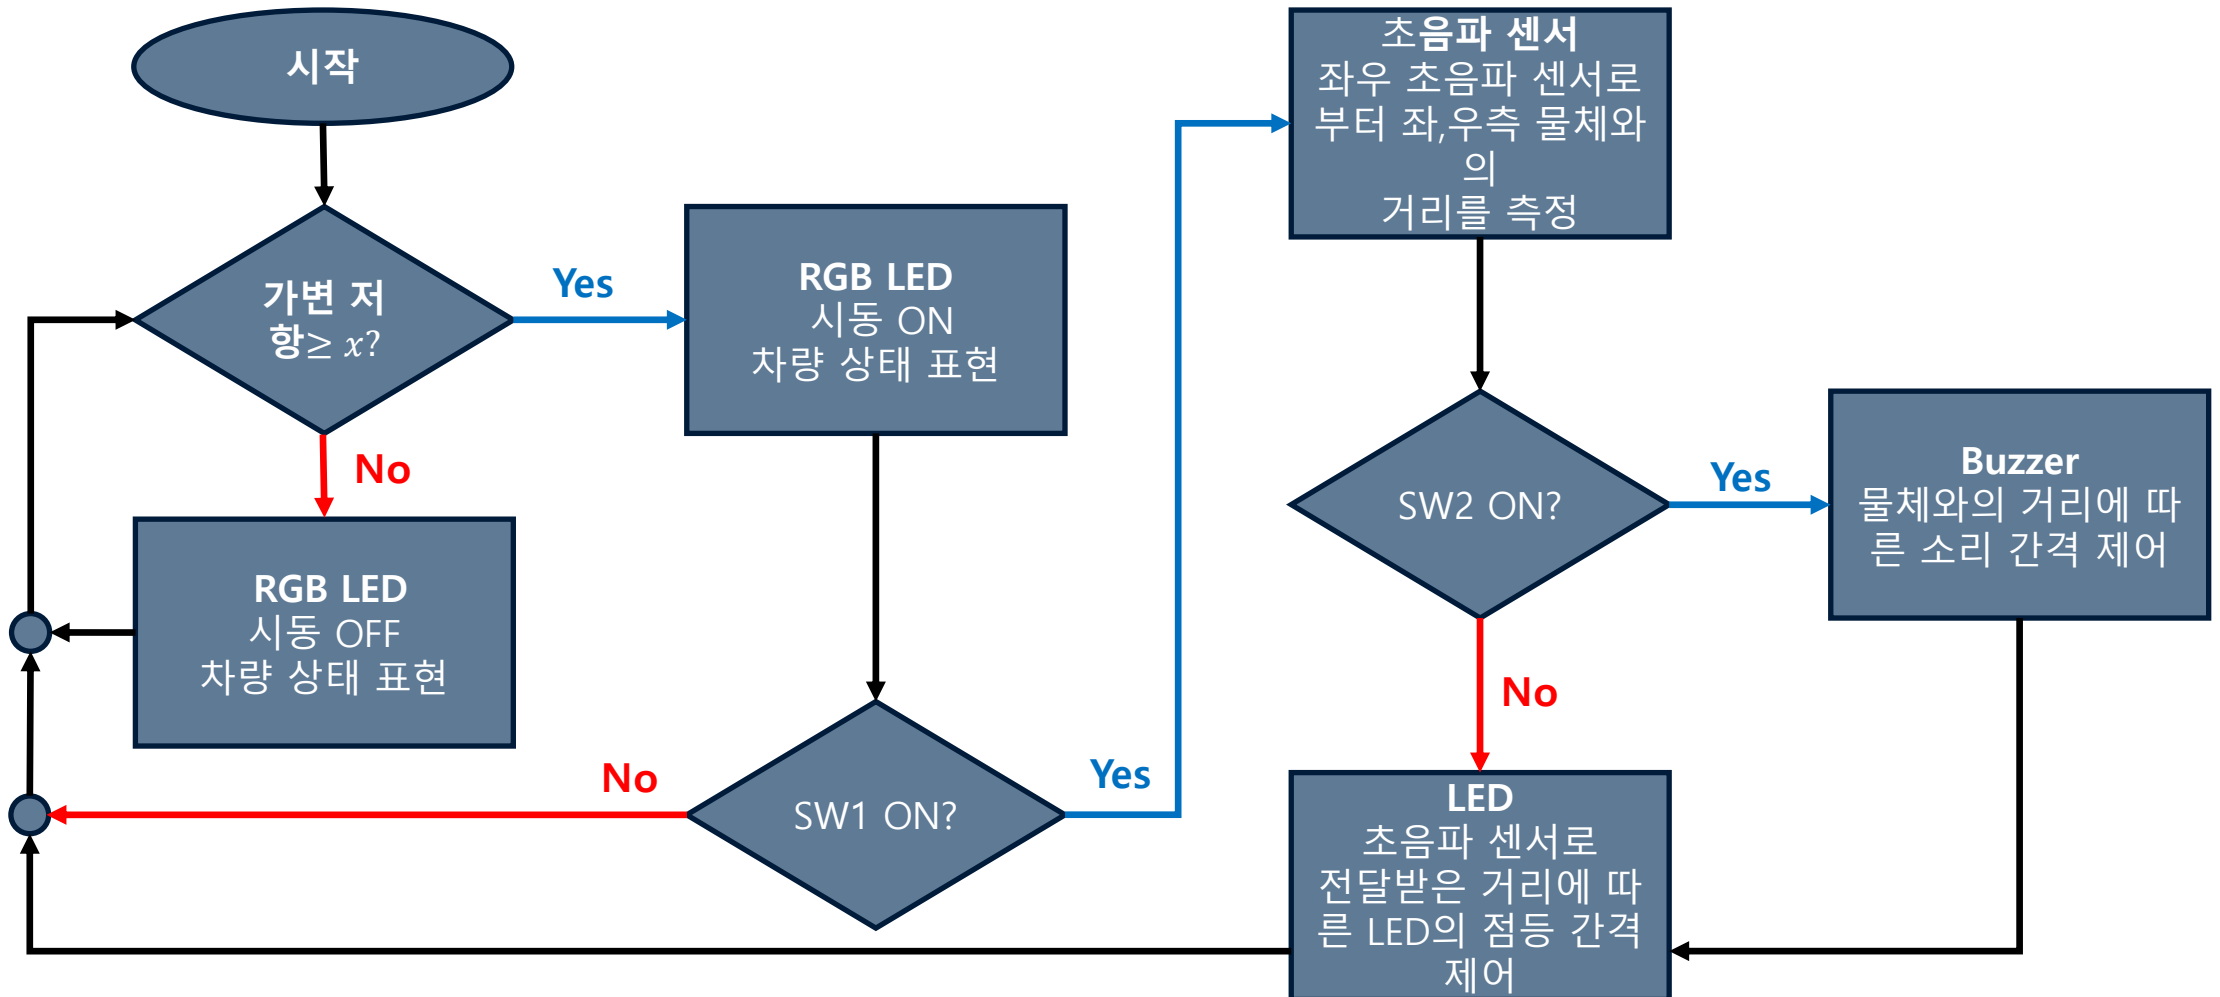 시작
가변 저
항≥ x?
Yes
No
RGB LED
시동 ON
차량 상태 표현
RGB LED
시동 OFF
차량 상태 표현
No
SW1 ON?
Yes
초음파 센서
좌우 초음파 센서로
부터 좌,우측 물체와
의
거리를 측정
SW2 ON?
Yes
No
Buzzer
물체와의 거리에 따
른 소리 간격 제어
LED
초음파 센서로
전달받은 거리에 따
른 LED의 점등 간격
제어